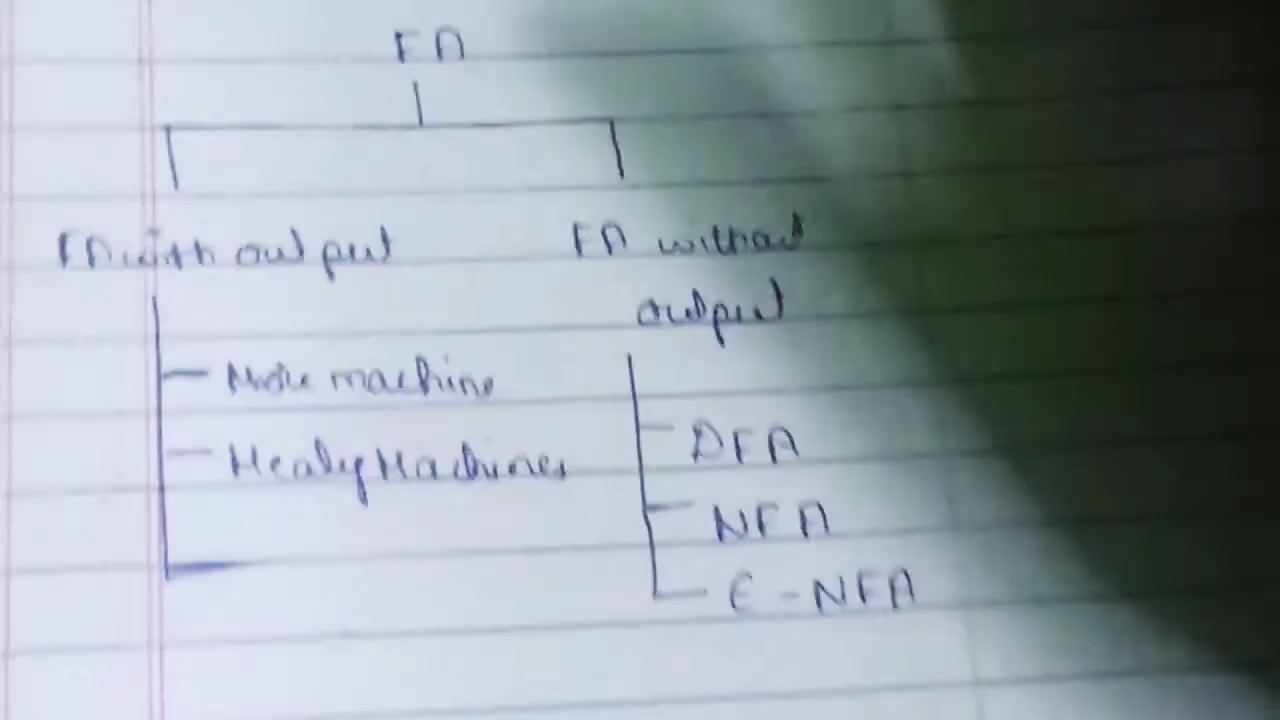 FA
FA with output
FA without
output
Moore machine
Mealy Machines
DFA
NFA
ε-NFA